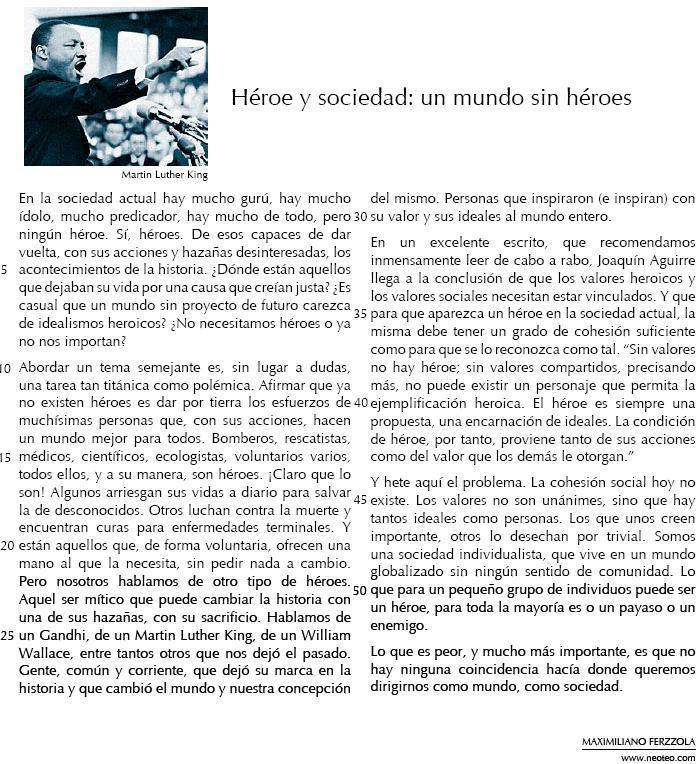 Héroe y sociedad: un mundo sin héroes
Martin Luther King
En la sociedad actual hay mucho gurú, hay mucho
ídolo, mucho predicador, hay mucho de todo, pero
ningún héroe. Sí, héroes. De esos capaces de dar
vuelta, con sus acciones y hazañas desinteresadas, los
5 acontecimientos de la historia. ¿Dónde están aquellos
que dejaban su vida por una causa que creían justa? ¿Es
casual que un mundo sin proyecto de futuro carezca
de idealismos heroicos? ¿No necesitamos héroes o ya
no nos importan?
10 Abordar un tema semejante es, sin lugar a dudas,
una tarea tan titánica como polémica. Afirmar que ya
no existen héroes es dar por tierra los esfuerzos de
muchísimas personas que, con sus acciones, hacen
un mundo mejor para todos. Bomberos, rescatistas,
15 médicos, científicos, ecologistas, voluntarios varios,
todos ellos, y a su manera, son héroes. ¡Claro que lo
son! Algunos arriesgan sus vidas a diario para salvar
la de desconocidos. Otros luchan contra la muerte y
encuentran curas para enfermedades terminales. Y
20 están aquellos que, de forma voluntaria, ofrecen una
mano al que la necesita, sin pedir nada a cambio.
Pero nosotros hablamos de otro tipo de héroes.
Aquel ser mítico que puede cambiar la historia con
una de sus hazañas, con su sacrificio. Hablamos de
25 un Gandhi, de un Martin Luther King, de un William
Wallace, entre tantos otros que nos dejó el pasado.
Gente, común y corriente, que dejó su marca en la
historia y que cambió el mundo y nuestra concepción
del mismo. Personas que inspiraron (e inspiran) con
30 su valor y sus ideales al mundo entero.
En un excelente escrito, que recomendamos
inmensamente leer de cabo a rabo, Joaquín Aguirre
llega a la conclusión de que los valores heroicos y
los valores sociales necesitan estar vinculados. Y que
35 para que aparezca un héroe en la sociedad actual, la
misma debe tener un grado de cohesión suficiente
como para que se lo reconozca como tal. “Sin valores
no hay héroe; sin valores compartidos, precisando
más, no puede existir un personaje que permita la
40 ejemplificación heroica. El héroe es siempre una
propuesta, una encarnación de ideales. La condición
de héroe, por tanto, proviene tanto de sus acciones
como del valor que los demás le otorgan.”
Y hete aquí el problema. La cohesión social hoy no
45 existe. Los valores no son unánimes, sino que hay
tantos ideales como personas. Los que unos creen
importante, otros lo desechan por trivial. Somos
una sociedad individualista, que vive en un mundo
globalizado sin ningún sentido de comunidad. Lo
50 que para un pequeño grupo de individuos puede ser
un héroe, para toda la mayoría es o un payaso o un
enemigo.
Lo que es peor, y mucho más importante, es que no
hay ninguna coincidencia hacía donde queremos
dirigirnos como mundo, como sociedad.
MAXIMILIANO FERZZOLA
www.neoteo.com